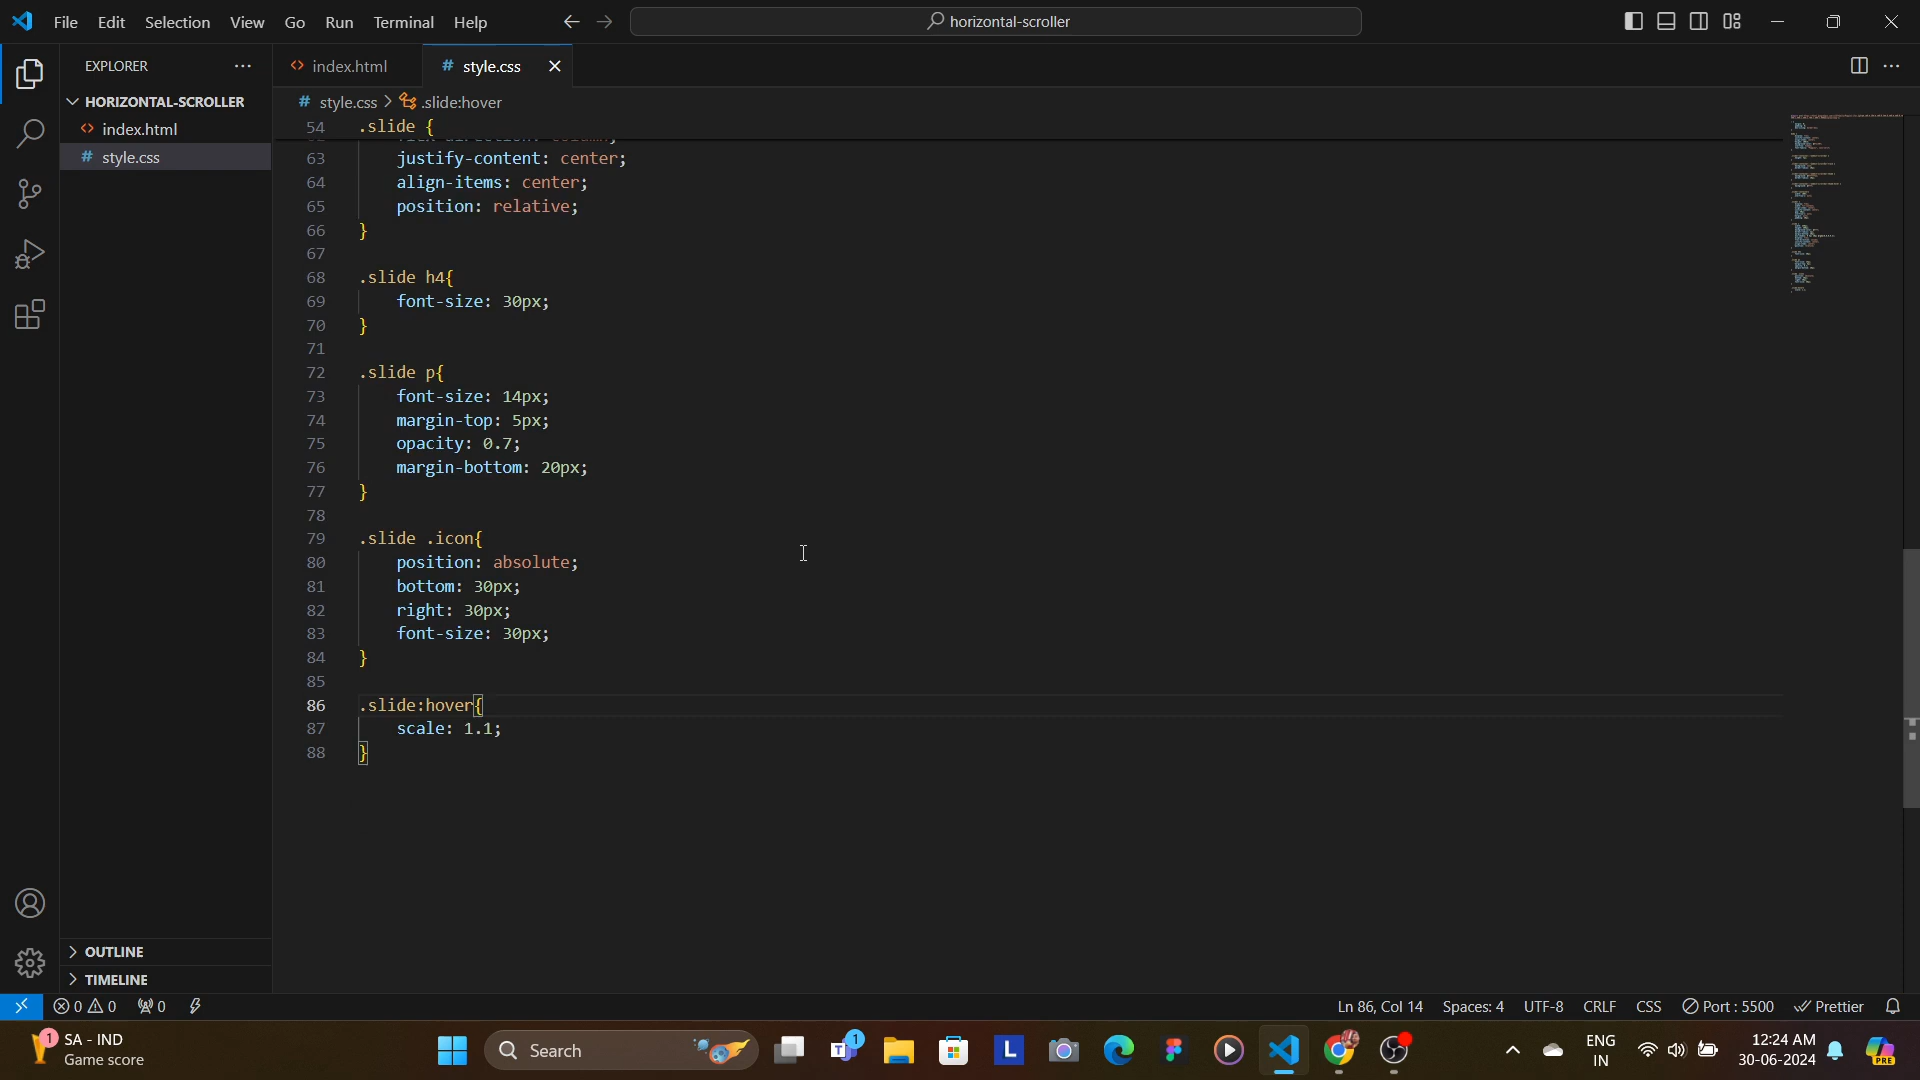 File Edit Selection View Go Run Terminal Help
horizontal-scroller
EXPLORER
index.html
style.css
HORIZONTAL-SCROLLER
style.css > .slide:hover
index.html
style.css
54 .slide {
63 justify-content: center;
64 align-items: center;
65 position: relative;
66 }
67
68 .slide h4{
69 font-size: 30px;
70 }
71
72 .slide p{
73 font-size: 14px;
74 margin-top: 5px;
75 opacity: 0.7;
76 margin-bottom: 20px;
77 }
78
79 .slide .icon{
80 position: absolute;
81 bottom: 30px;
82 right: 30px;
83 font-size: 30px;
84 }
85
86 .slide:hover{
87 scale: 1.1;
88 }
OUTLINE
TIMELINE
0 0 0
Ln 86, Col 14 Spaces: 4 UTF-8 CRLF CSS Port : 5500 Prettier
1 SA - IND
Game score
Search
1
L
ENG
IN
12:24 AM
30-06-2024
PRE